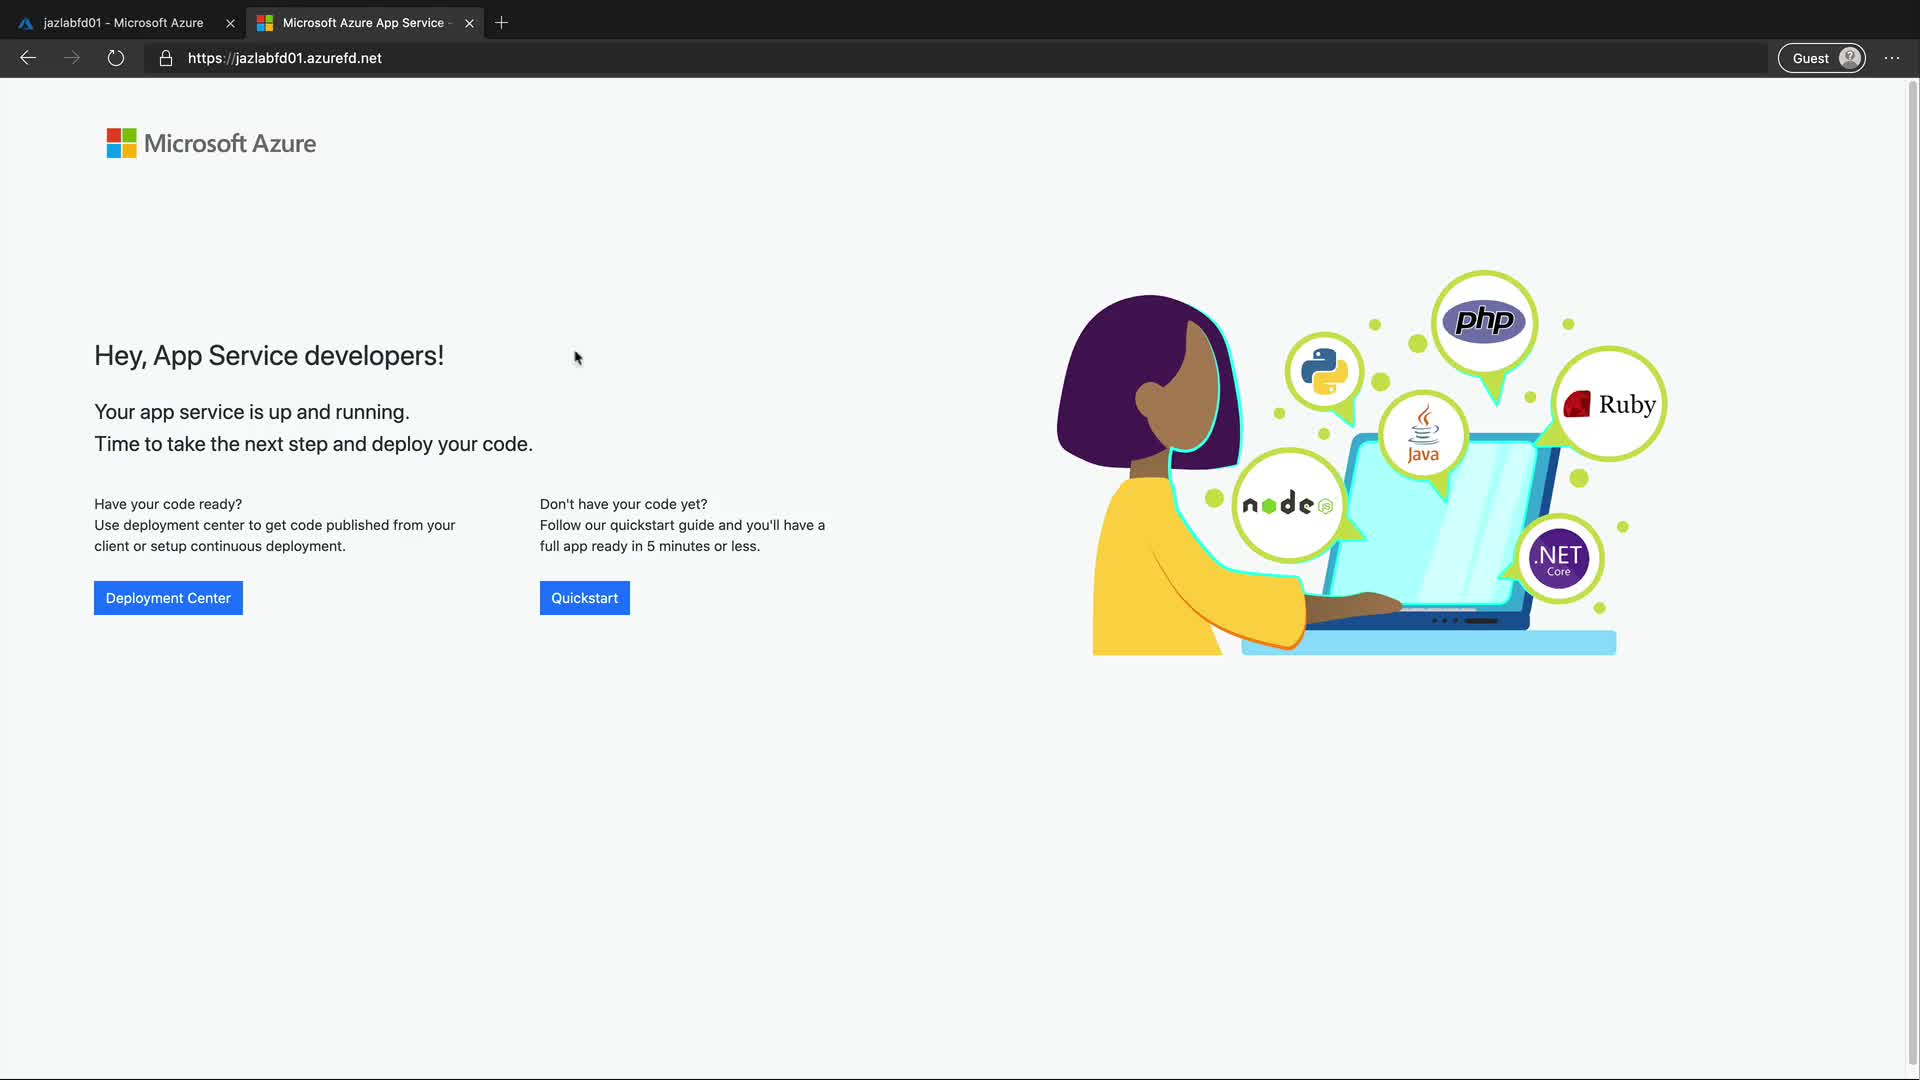 jazlabfd01 - Microsoft Azure
Microsoft Azure App Service -
https://jazlabfd01.azurefd.net
Guest
Microsoft Azure
Hey, App Service developers!
Your app service is up and running.
Time to take the next step and deploy your code.
Have your code ready?
Use deployment center to get code published from your
client or setup continuous deployment.
Deployment Center
Don't have your code yet?
Follow our quickstart guide and you'll have a
full app ready in 5 minutes or less.
Quickstart
php
Ruby
Java
node
JS
.NET
Core